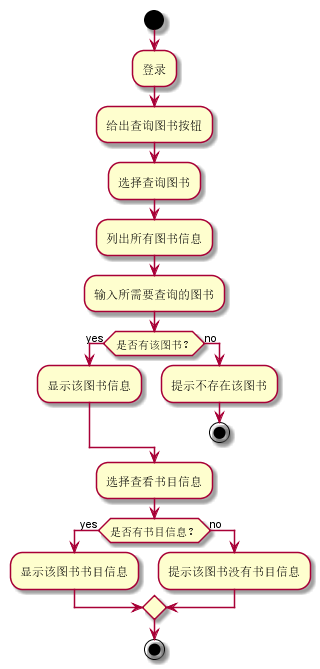 登录
给出查询图书按钮
选择查询图书
列出所有图书信息
输入所需要查询的图书
yes
是否有该图书？
no
显示该图书信息
提示不存在该图书
选择查看书目信息
yes
是否有书目信息？
no
显示该图书书目信息
提示该图书没有书目信息